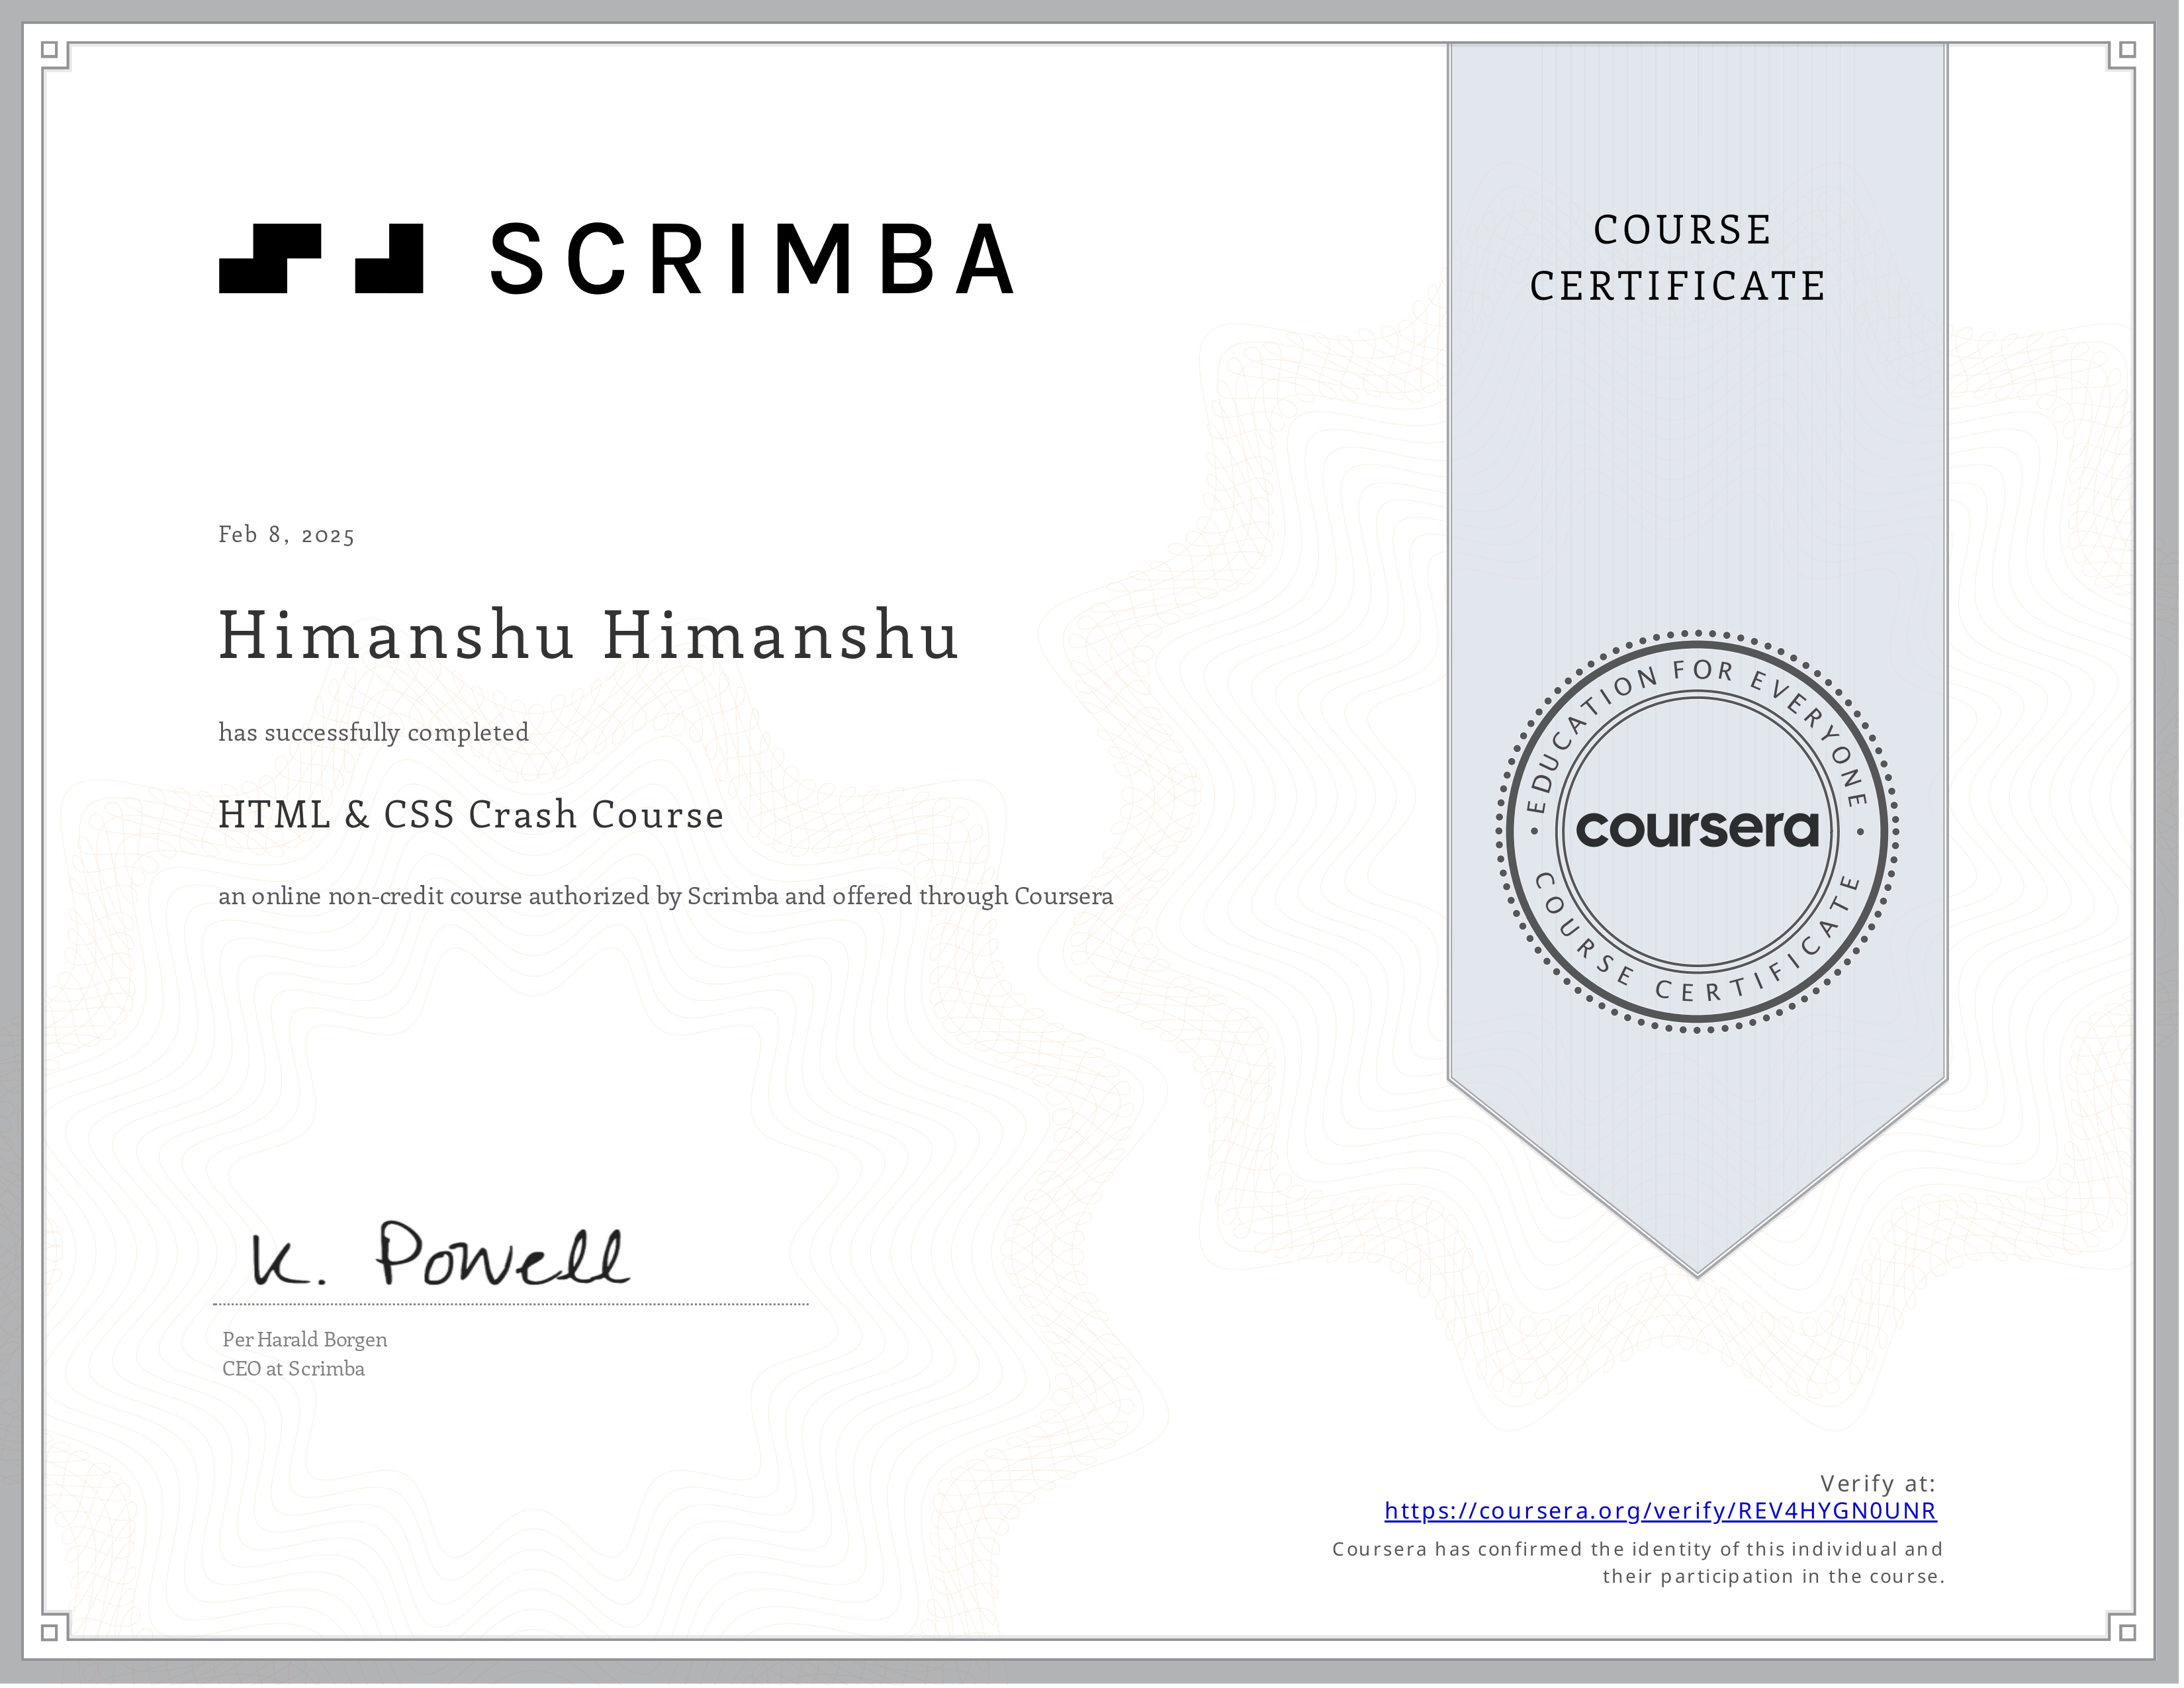 SCRIMBA
COURSE
CERTIFICATE
Feb 8, 2025
Himanshu Himanshu
has successfully completed
HTML & CSS Crash Course
an online non-credit course authorized by Scrimba and offered through Coursera
EDUCATION FOR EVERYONE
coursera
COURSE CERTIFICATE
K. Powell
Per Harald Borgen
CEO at Scrimba
Verify at:
https://coursera.org/verify/REV4HYGN0UNR
Coursera has confirmed the identity of this individual and
their participation in the course.